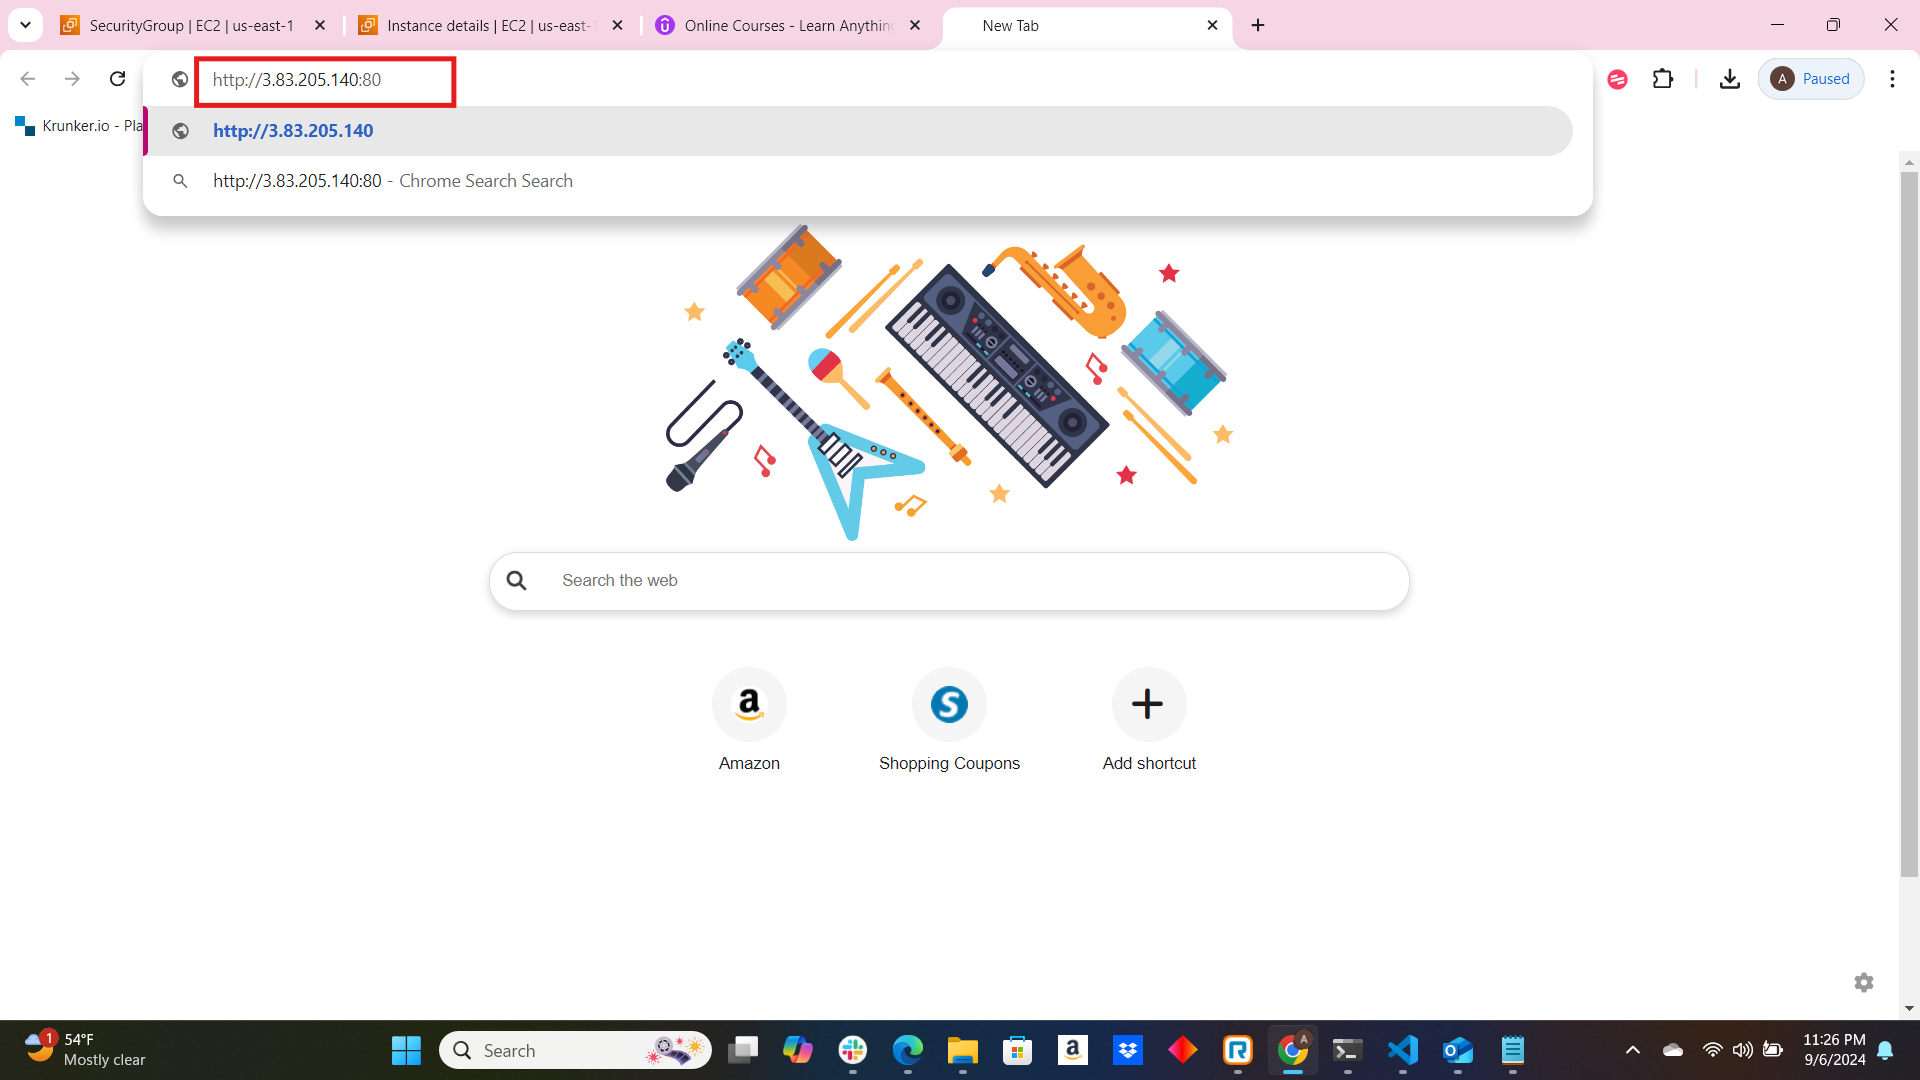 SecurityGroup | EC2 | us-east-1
Instance details | EC2 | us-east-1
Online Courses - Learn Anything
New Tab
http://3.83.205.140:80
A Paused
Krunker.io - Pla
http://3.83.205.140
http://3.83.205.140:80 - Chrome Search Search
Search the web
Amazon
Shopping Coupons
Add shortcut
1
54°F
Mostly clear
Search
11:26 PM
9/6/2024